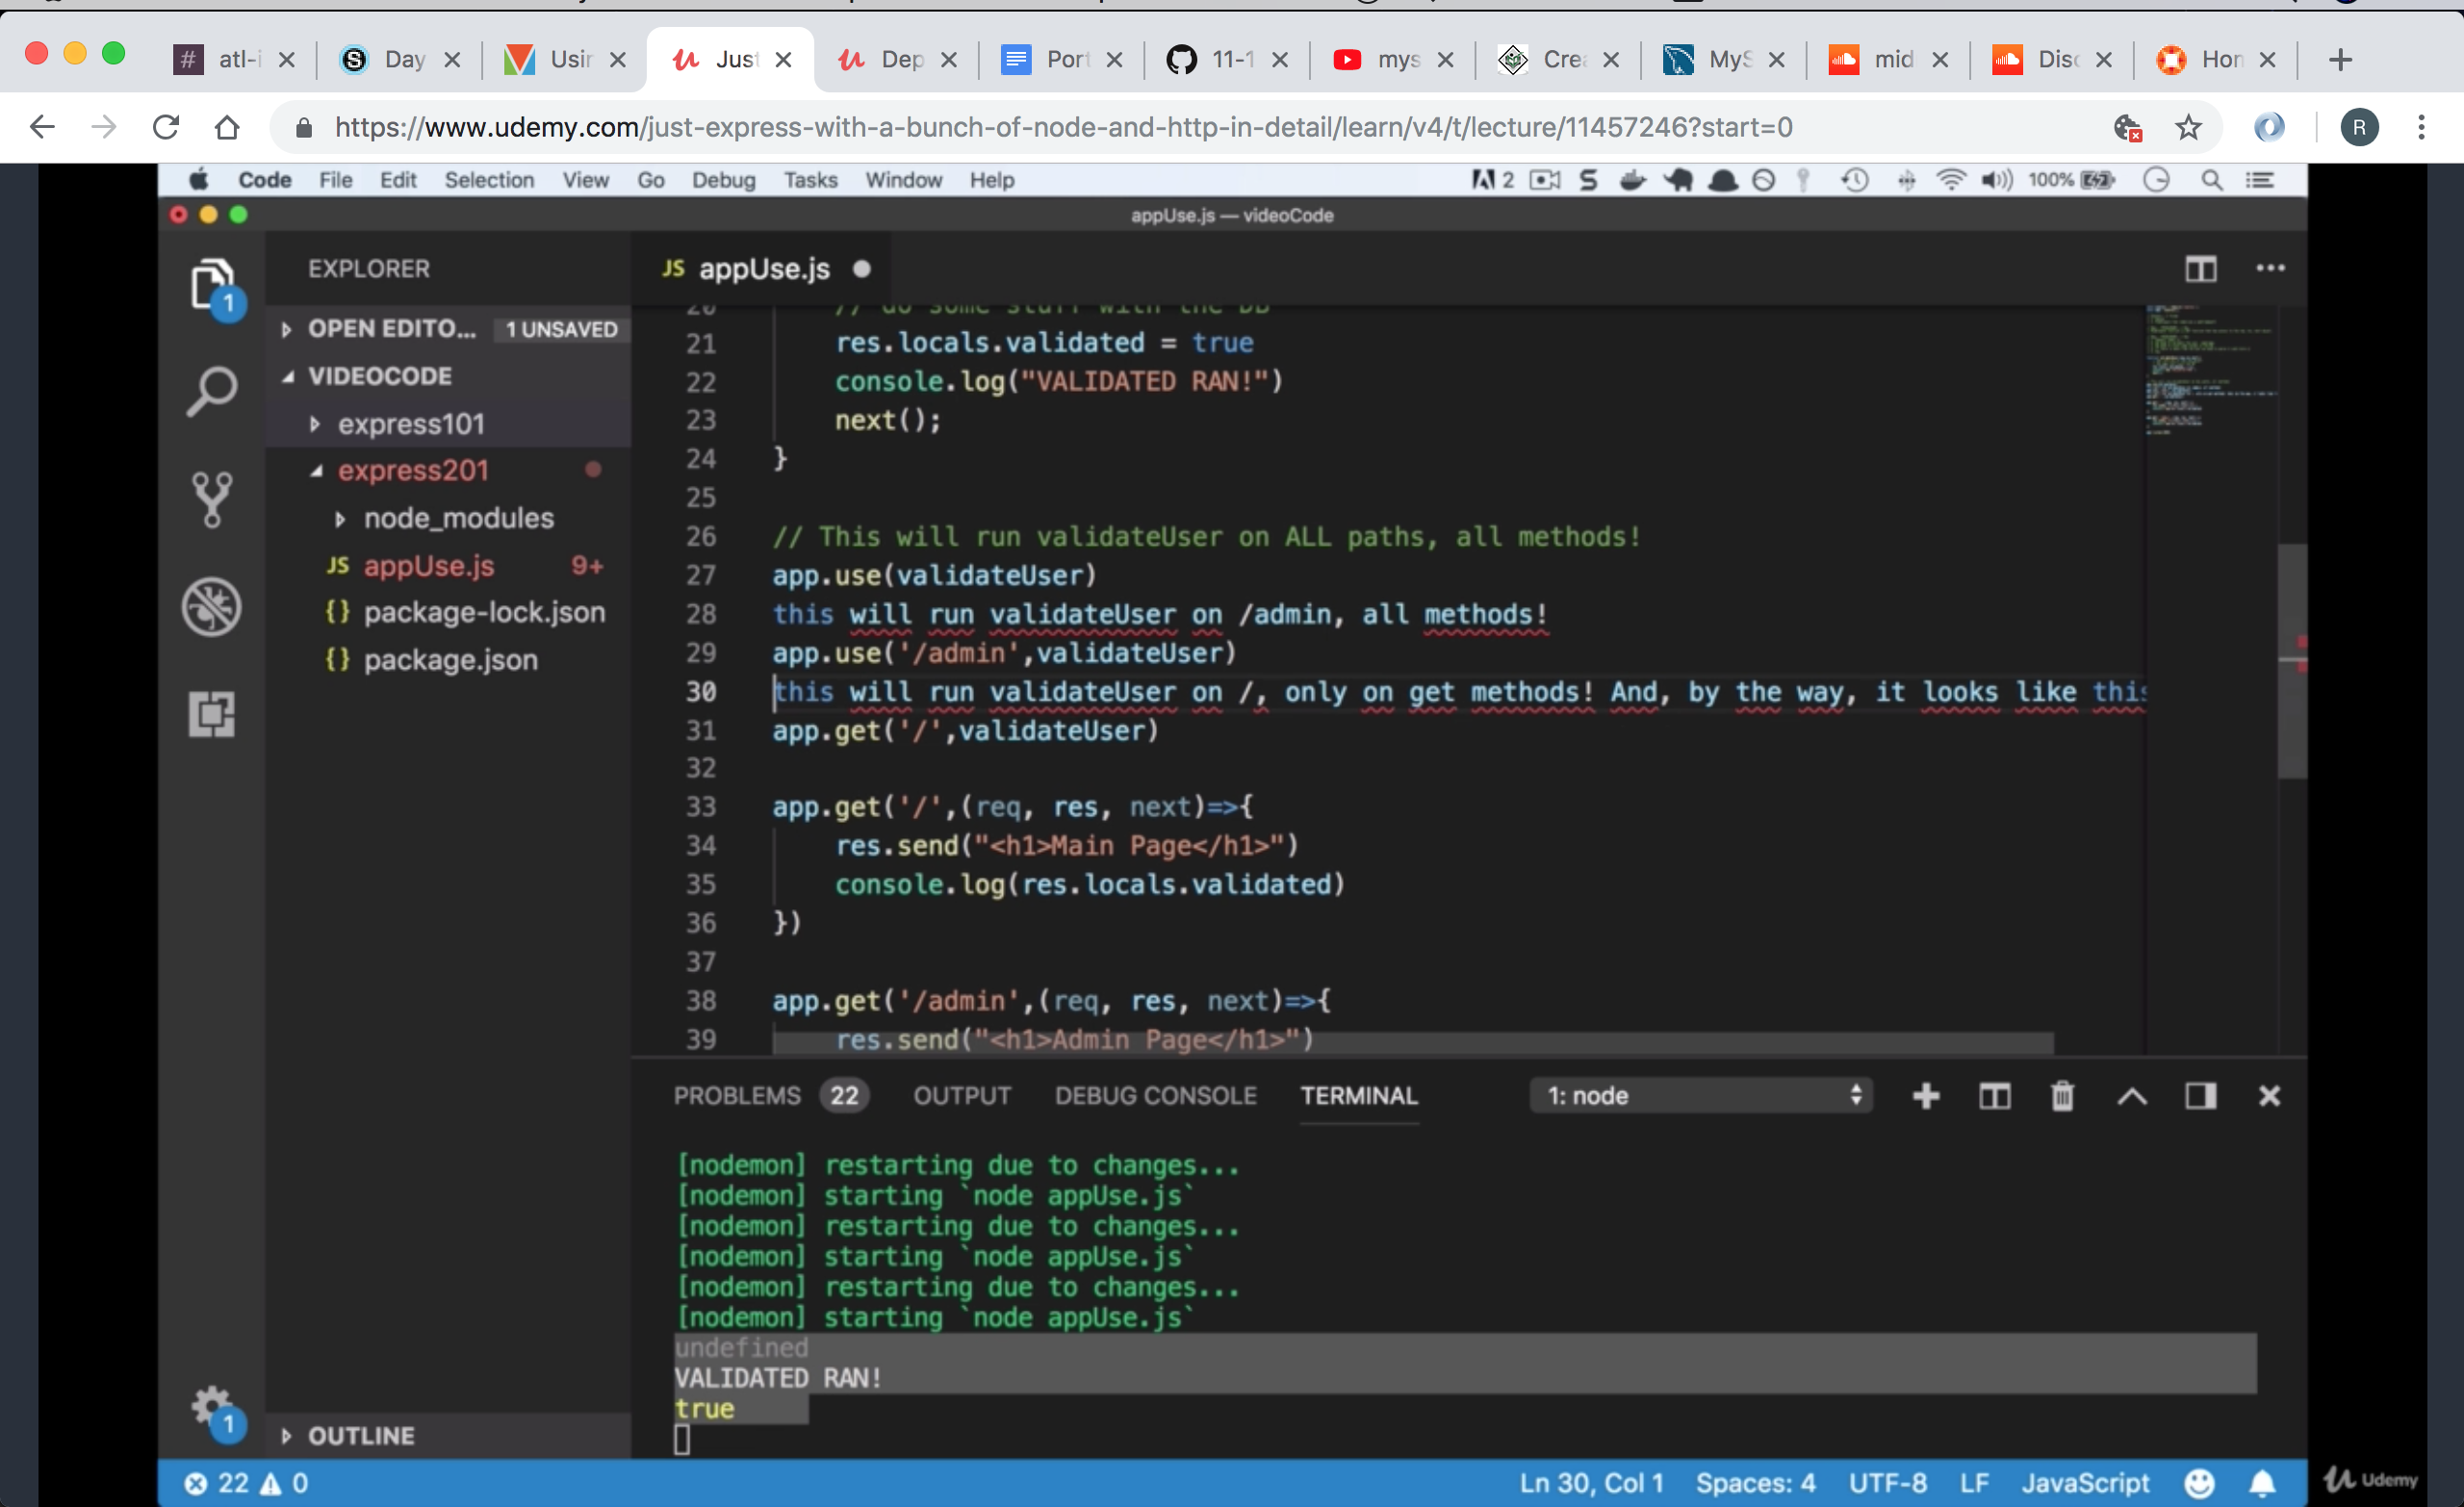 atl-i
Day
Usin
Just
Dep
Port
11-1
mys
Crea
MyS
mid
Disc
Hom
https://www.udemy.com/just-express-with-a-bunch-of-node-and-http-in-detail/learn/v4/t/lecture/11457246?start=0
R
Code File Edit Selection View Go Debug Tasks Window Help
2 100%
appUse.js — videoCode
EXPLORER
1
OPEN EDITO... 1 UNSAVED
VIDEOCODE
express101
express201
node_modules
JS appUse.js 9+
{} package-lock.json
{} package.json
OUTLINE
1
JS appUse.js
20 // do some stuff with the DB
21 res.locals.validated = true
22 console.log("VALIDATED RAN!")
23 next();
24 }
25
26 // This will run validateUser on ALL paths, all methods!
27 app.use(validateUser)
28 this will run validateUser on /admin, all methods!
29 app.use('/admin',validateUser)
30 this will run validateUser on /, only on get methods! And, by the way, it looks like this
31 app.get('/',validateUser)
32
33 app.get('/',(req, res, next)=>{
34 res.send("<h1>Main Page</h1>")
35 console.log(res.locals.validated)
36 })
37
38 app.get('/admin',(req, res, next)=>{
39 res.send("<h1>Admin Page</h1>")
PROBLEMS 22 OUTPUT DEBUG CONSOLE TERMINAL 1: node
[nodemon] restarting due to changes...
[nodemon] starting `node appUse.js`
[nodemon] restarting due to changes...
[nodemon] starting `node appUse.js`
[nodemon] restarting due to changes...
[nodemon] starting `node appUse.js`
undefined
VALIDATED RAN!
true
22 0 Ln 30, Col 1 Spaces: 4 UTF-8 LF JavaScript
Udemy